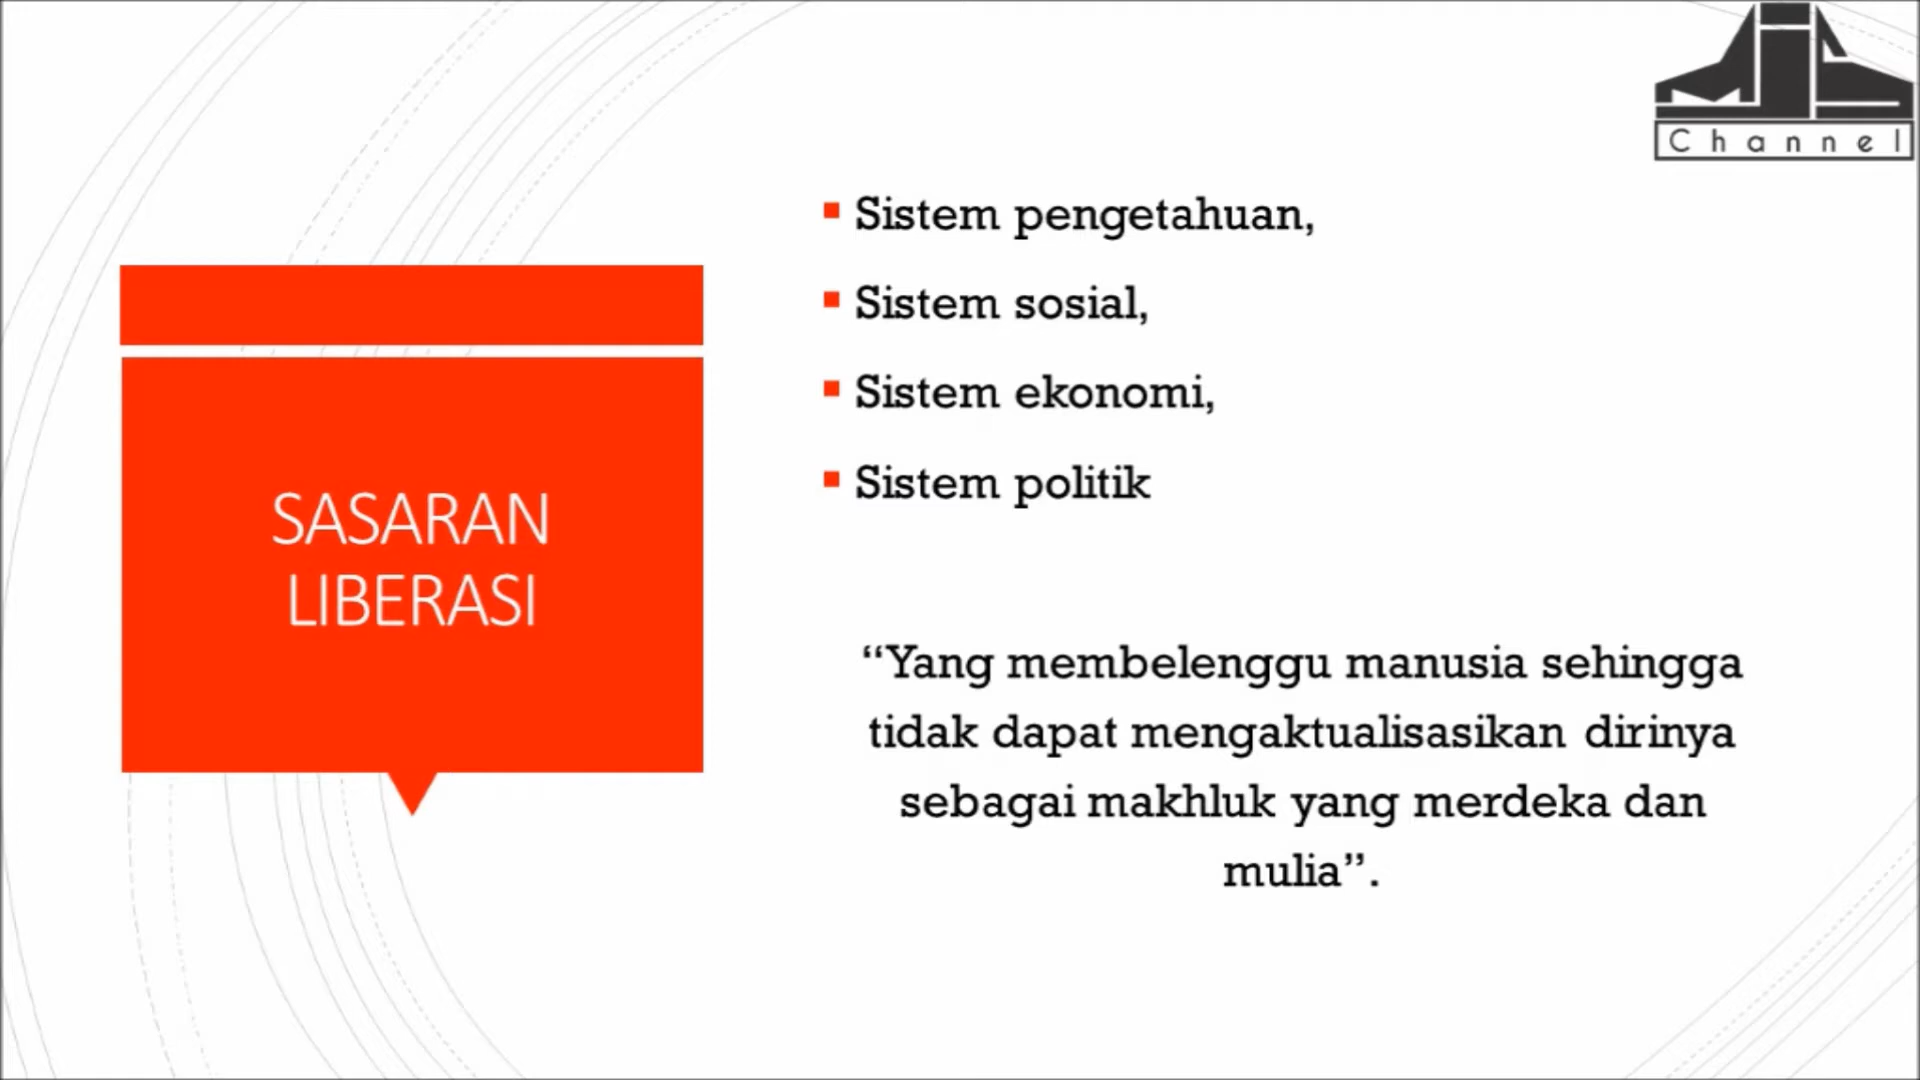 Channel
SASARAN
LIBERASI
Sistem pengetahuan,
Sistem sosial,
Sistem ekonomi,
Sistem politik
“Yang membelenggu manusia sehingga
tidak dapat mengaktualisasikan dirinya
sebagai makhluk yang merdeka dan
mulia”.